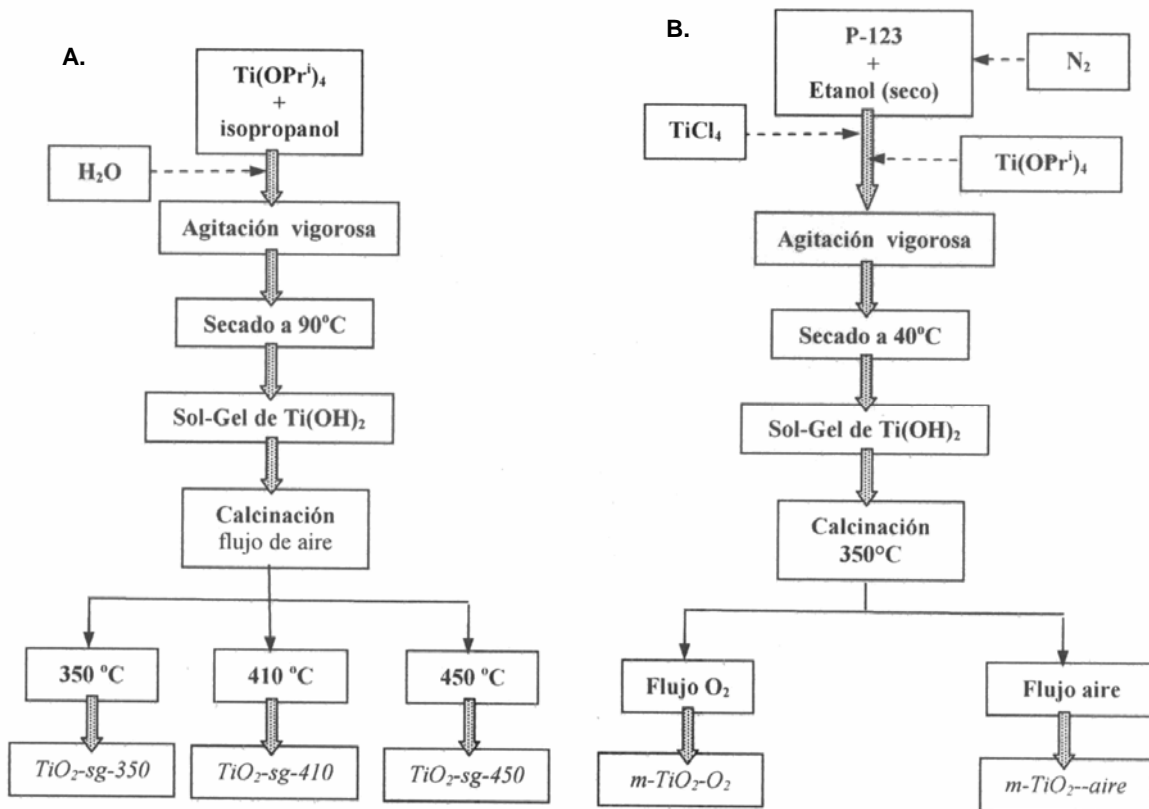 A.
Ti(OPrⁱ)₄
+
isopropanol
H₂O
Agitación vigorosa
Secado a 90ºC
Sol-Gel de Ti(OH)₂
Calcinación
flujo de aire
350 ºC
410 ºC
450 ºC
TiO₂-sg-350
TiO₂-sg-410
TiO₂-sg-450
B.
P-123
+
Etanol (seco)
N₂
TiCl₄
Ti(OPrⁱ)₄
Agitación vigorosa
Secado a 40ºC
Sol-Gel de Ti(OH)₂
Calcinación
350°C
Flujo O₂
Flujo aire
m-TiO₂-O₂
m-TiO₂--aire